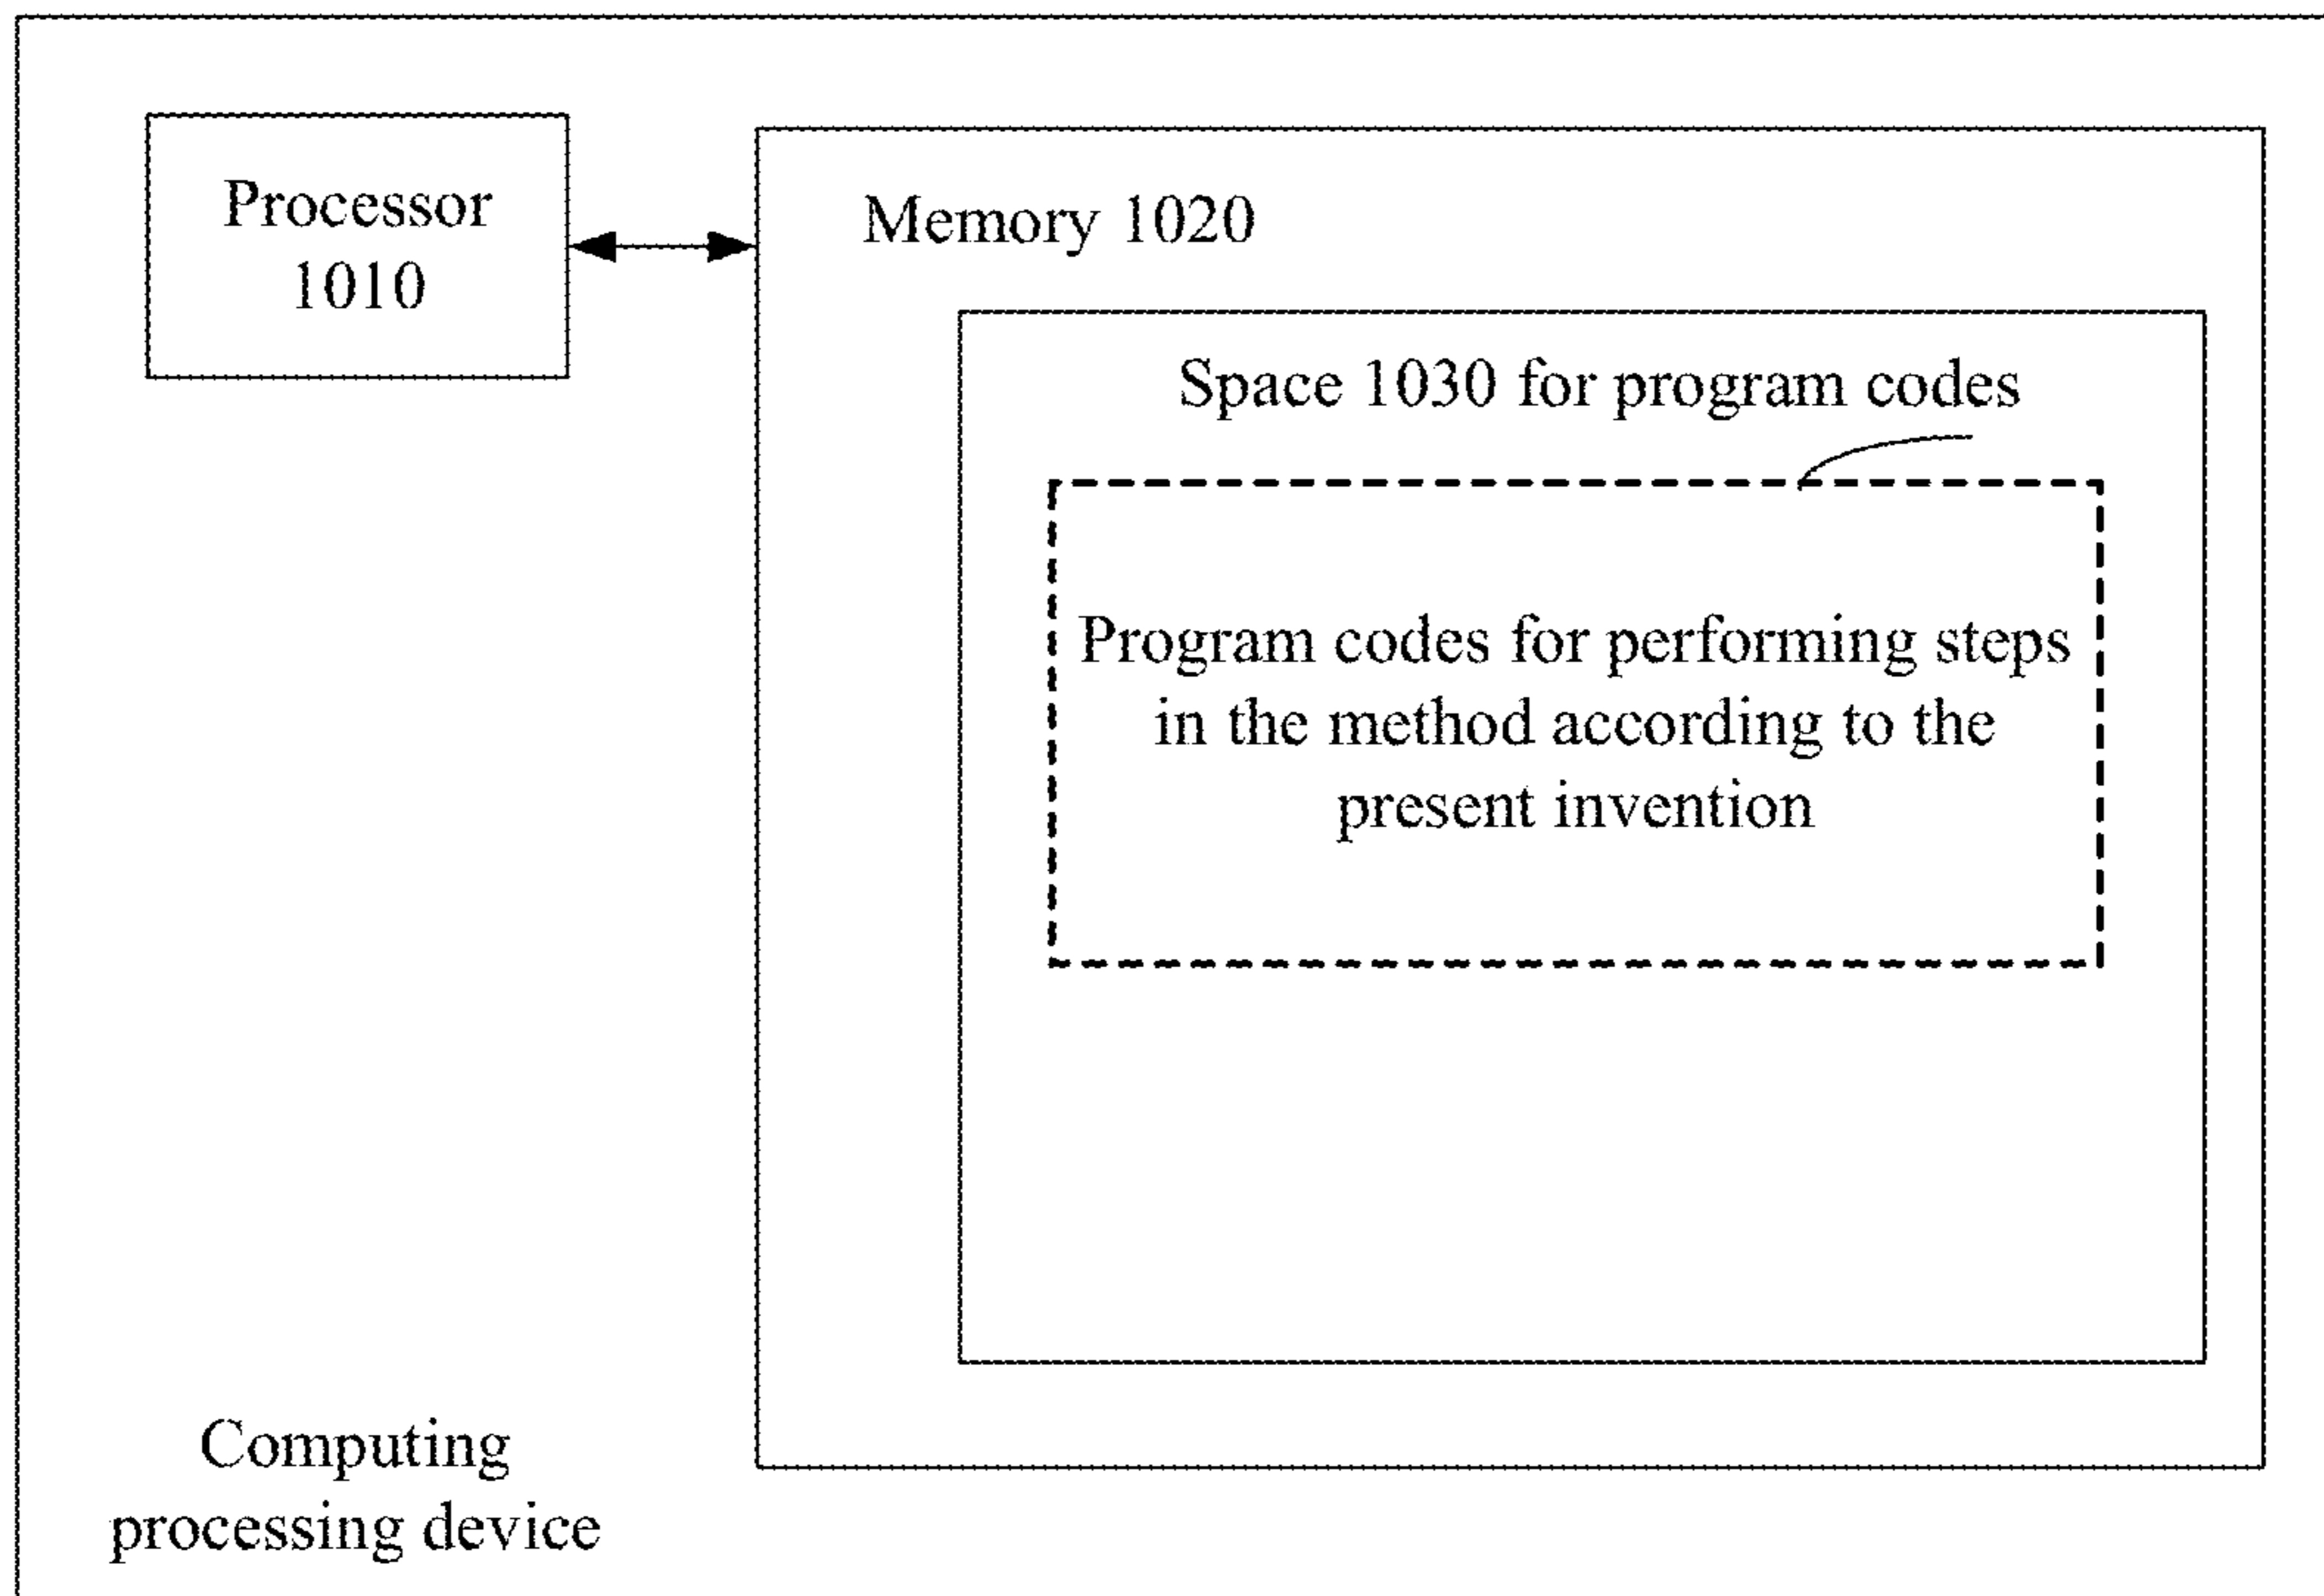 Processor
1010
Memory 1020
Space 1030 for program codes
Program codes for performing steps
in the method according to the
present invention
Computing
processing device